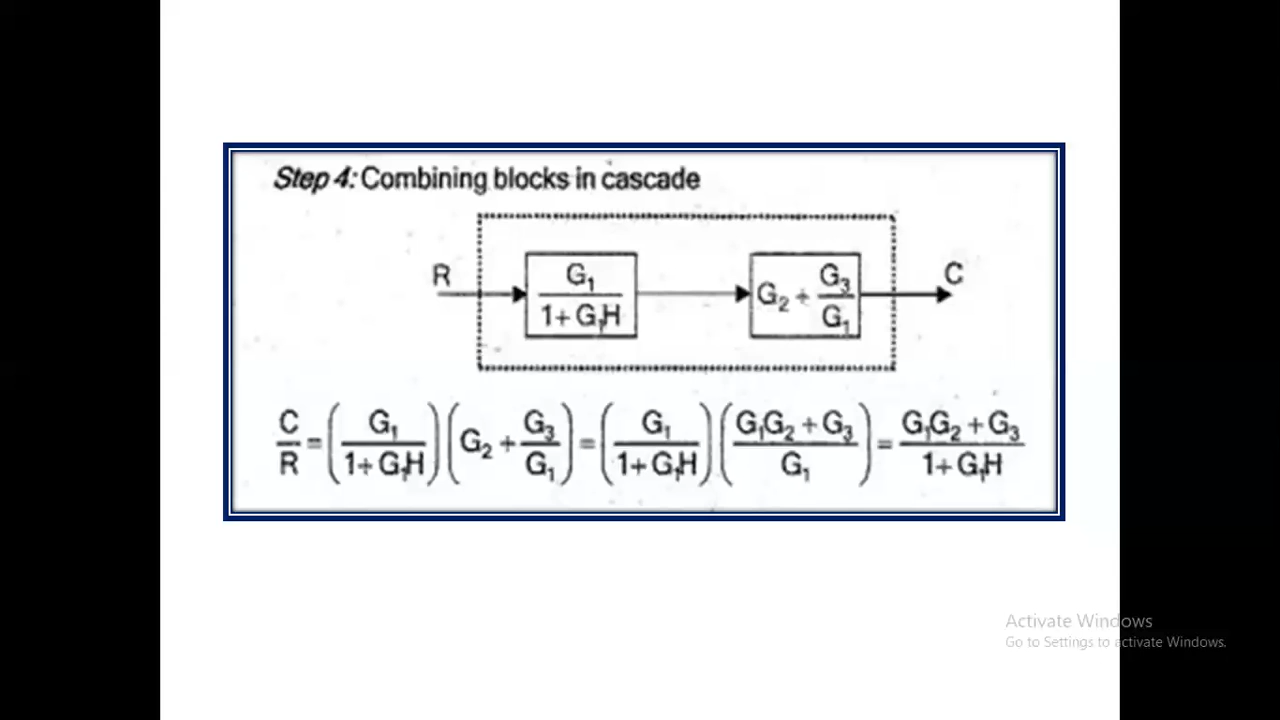 Step 4: Combining blocks in cascade
R G₁/(1+G₁H) G₂ + G₃/G₁ C
C/R = (G₁/(1+G₁H)) (G₂ + G₃/G₁) = (G₁/(1+G₁H)) ((G₁G₂ + G₃)/G₁) = (G₁G₂ + G₃)/(1+G₁H)
Activate Windows
Go to Settings to activate Windows.